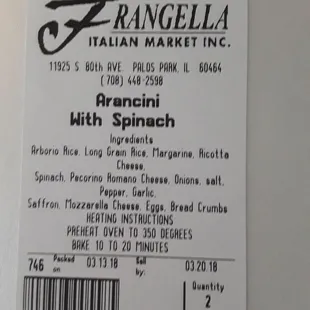 FRANGELLA
ITALIAN MARKET INC.
11925 S 80th AVE. PALOS PARK, IL 60464
(708) 448-2598
Arancini
With Spinach
Ingredients
Arborio Rice, Long Grain Rice, Margarine, Ricotta
Cheese,
Spinach, Pecorino Romano Cheese, Onions, salt,
Pepper, Garlic,
Saffron, Mozzarella Cheese, Eggs, Bread Crumbs
HEATING INSTRUCTIONS
PREHEAT OVEN TO 350 DEGREES
BAKE 10 TO 20 MINUTES
746 Packed on 03.13.18 Sell by: 03.20.18
Quantity
2